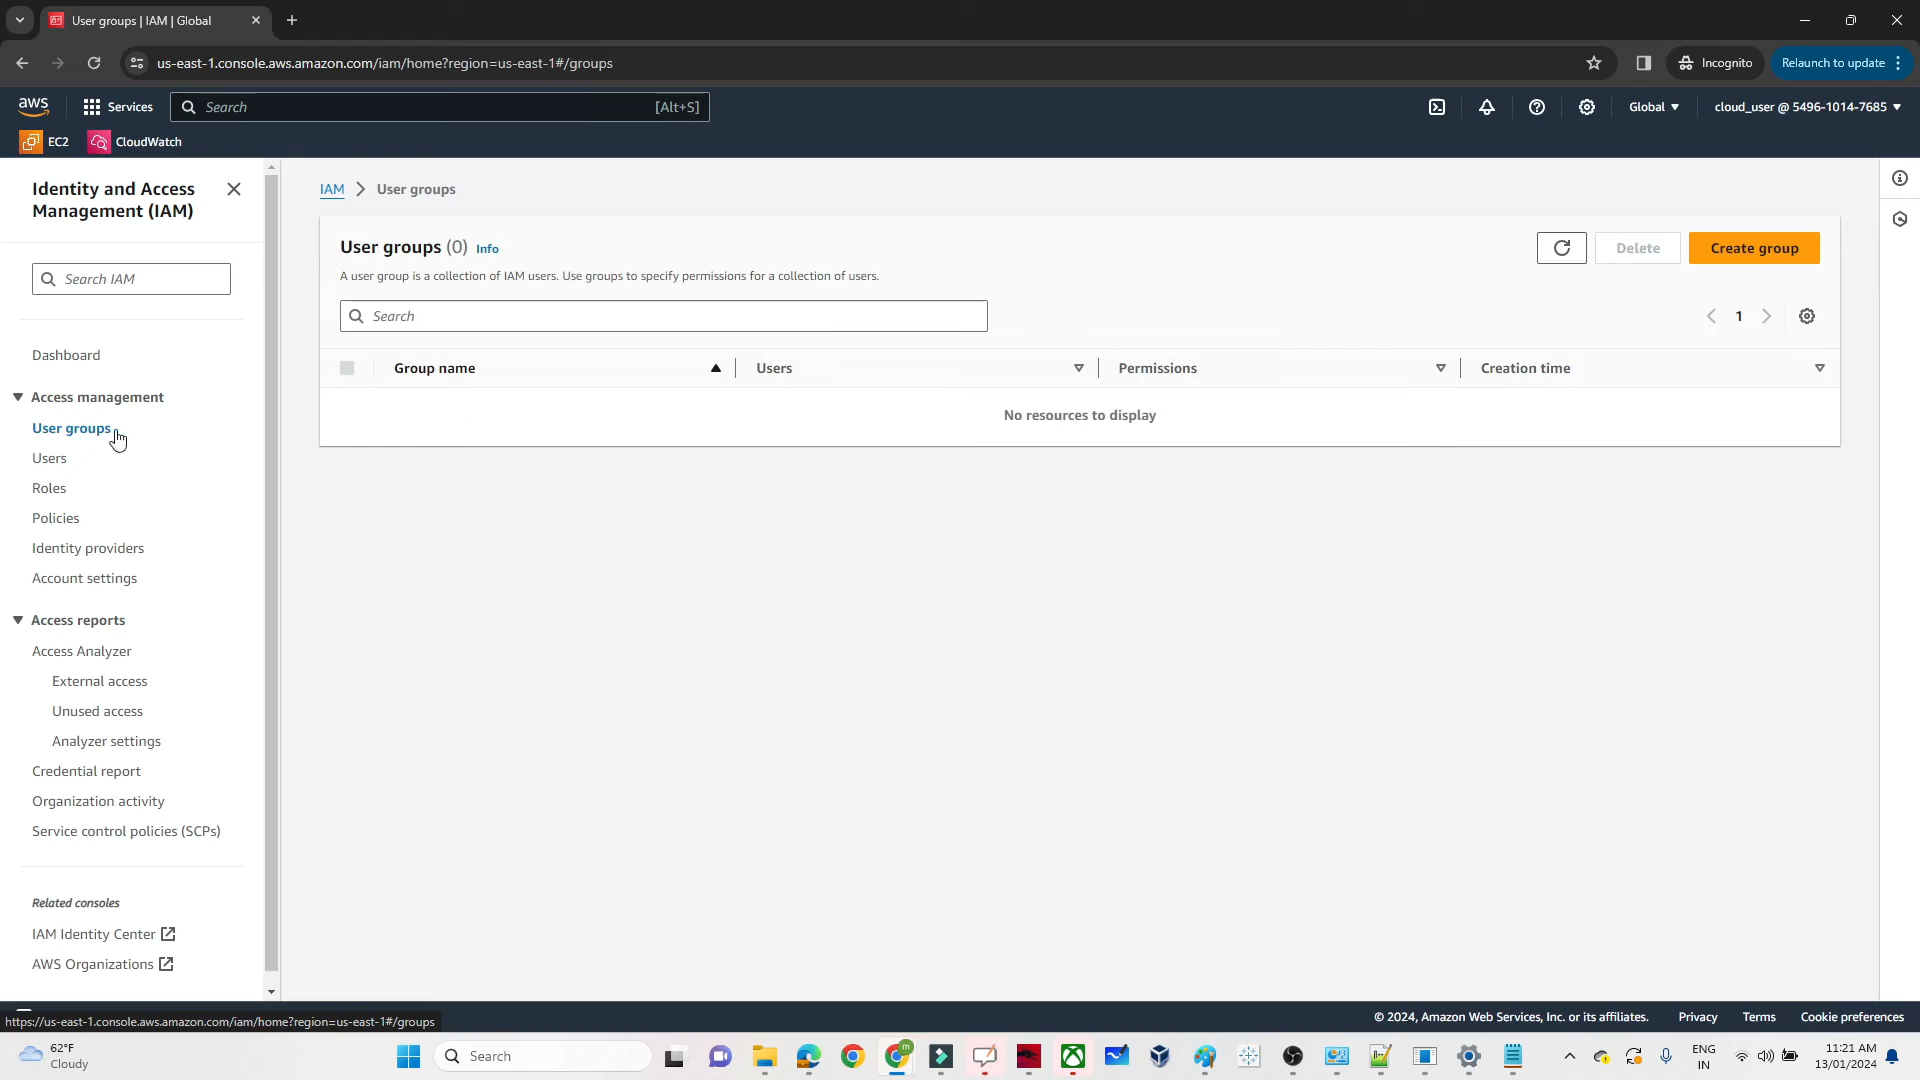 User groups | IAM | Global
us-east-1.console.aws.amazon.com/iam/home?region=us-east-1#/groups
Incognito
Relaunch to update
aws
Services
Search
[Alt+S]
Global
cloud_user @ 5496-1014-7685
EC2
CloudWatch
Identity and Access
Management (IAM)
Search IAM
Dashboard
Access management
User groups
Users
Roles
Policies
Identity providers
Account settings
Access reports
Access Analyzer
External access
Unused access
Analyzer settings
Credential report
Organization activity
Service control policies (SCPs)
Related consoles
IAM Identity Center
AWS Organizations
IAM > User groups
User groups (0) Info
A user group is a collection of IAM users. Use groups to specify permissions for a collection of users.
Delete
Create group
Search
1
Group name
Users
Permissions
Creation time
No resources to display
https://us-east-1.console.aws.amazon.com/iam/home?region=us-east-1#/groups
© 2024, Amazon Web Services, Inc. or its affiliates.
Privacy
Terms
Cookie preferences
62°F
Cloudy
Search
ENG
IN
11:21 AM
13/01/2024